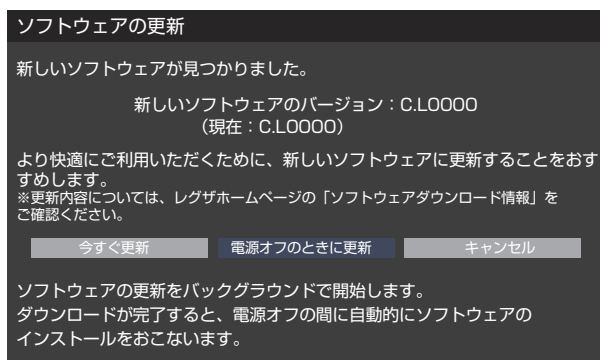 ソフトウェアの更新
新しいソフトウェアが見つかりました。
新しいソフトウェアのバージョン：C.L0000
（現在：C.L0000）
より快適にご利用いただくために、新しいソフトウェアに更新することをおす
すめします。
※更新内容については、レグザホームページの「ソフトウェアダウンロード情報」を
ご確認ください。
今すぐ更新 電源オフのときに更新 キャンセル
ソフトウェアの更新をバックグラウンドで開始します。
ダウンロードが完了すると、電源オフの間に自動的にソフトウェアの
インストールをおこないます。